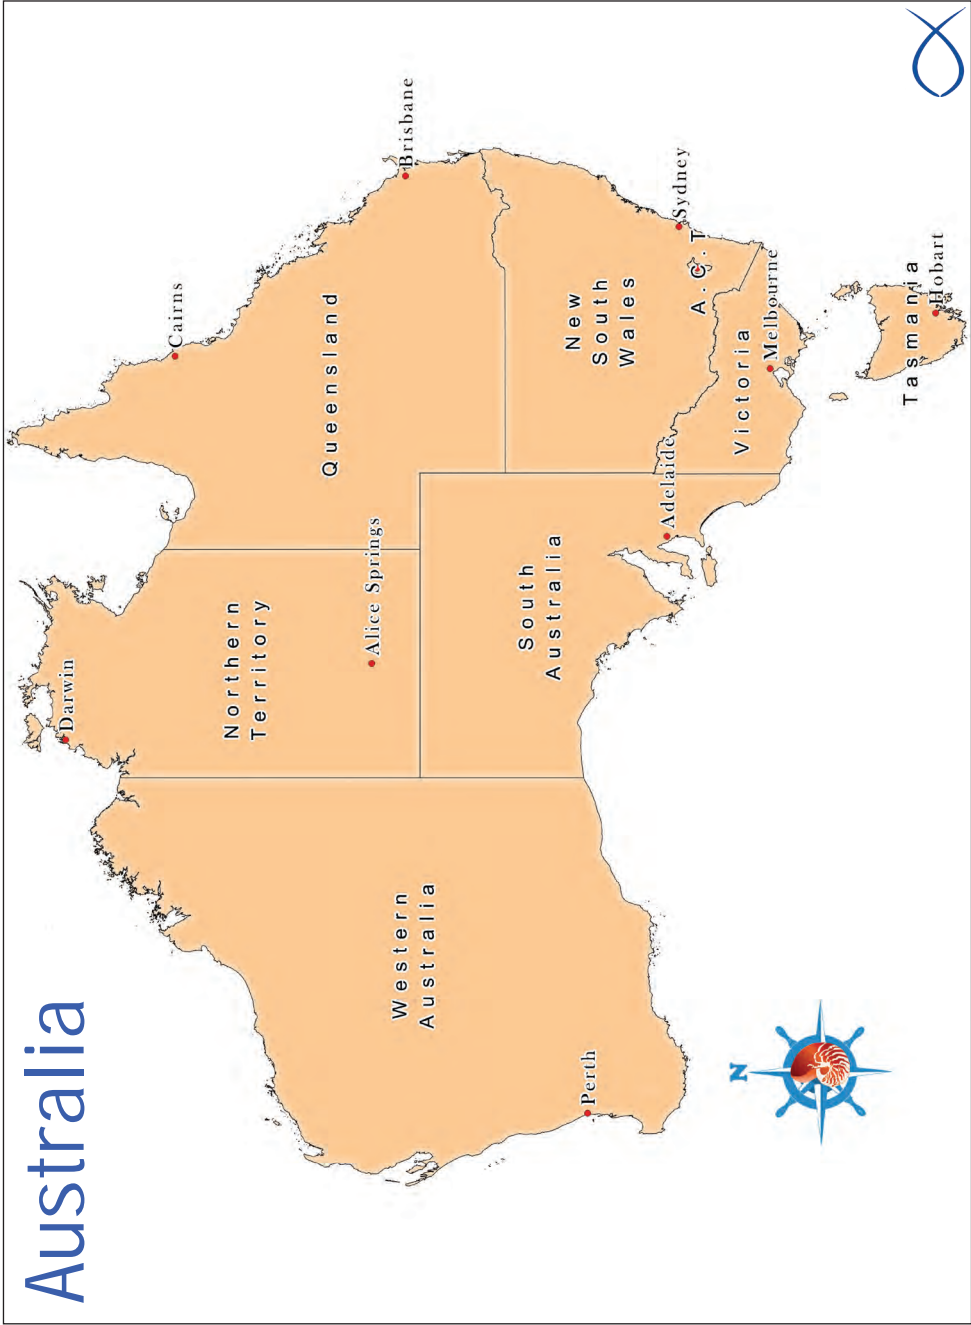 Australia
Darwin
Cairns
Northern
Territory
Queensland
Alice Springs
Brisbane
Western
Australia
South
Australia
New
South
Wales
Perth
Adelaide
Sydney
A.C.T
Victoria
Melbourne
Tasmania
Hobart
N